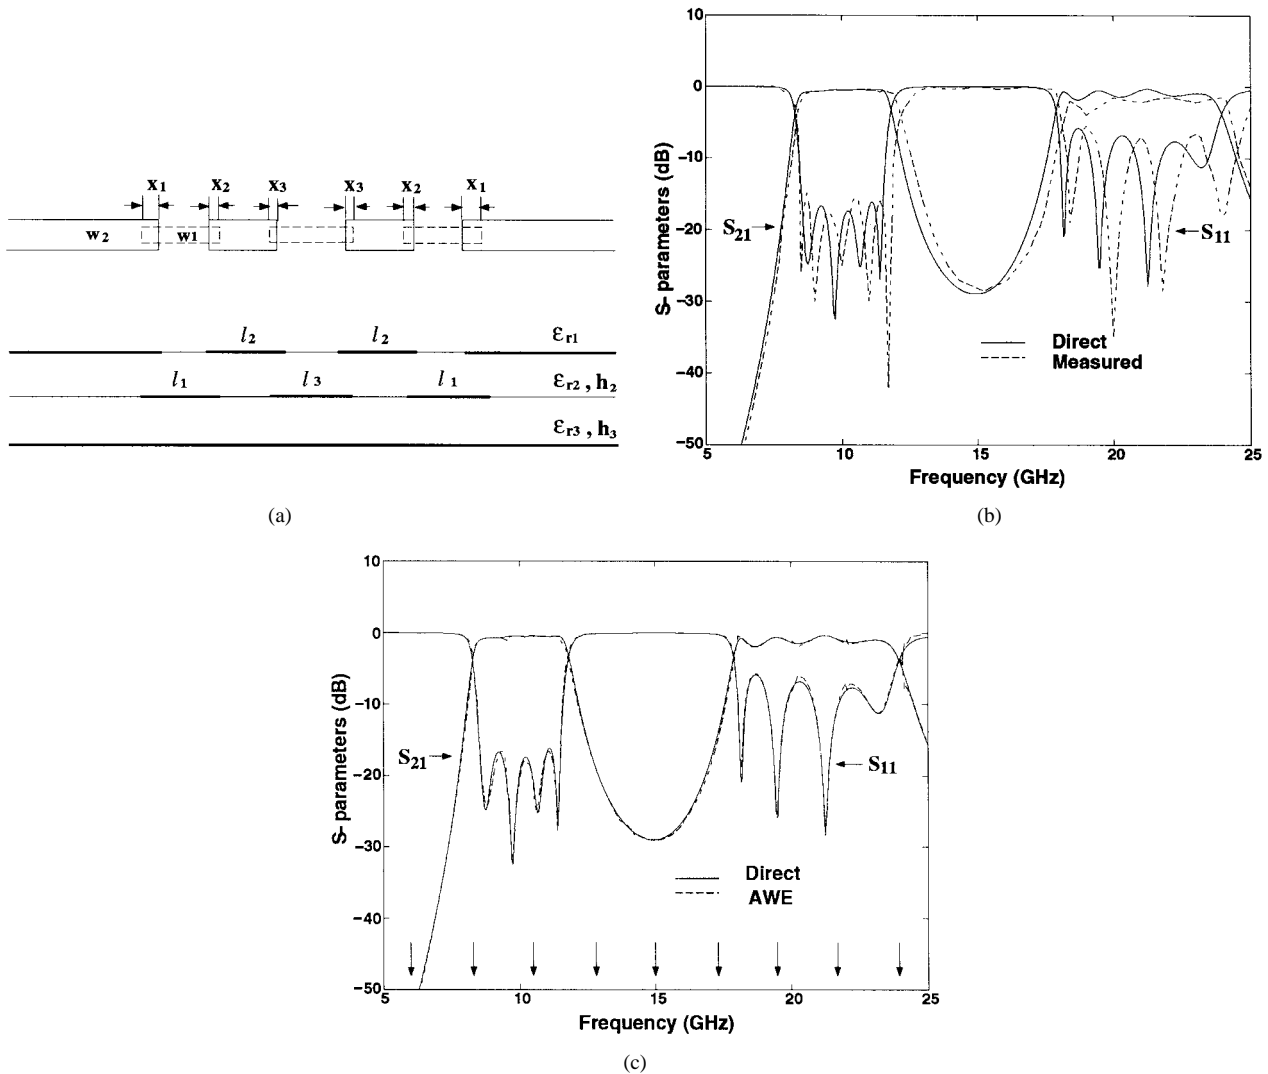 x₁ x₂ x₃ x₃ x₂ x₁
w₂ w₁
l₂ l₂ εr1
l₁ l₃ l₁ εr2 , h₂
εr3 , h₃
(a)
10
0
−10
−20
−30
−40
−50
S− parameters (dB)
S₂₁
S₁₁
Direct
Measured
5 10 15 20 25
Frequency (GHz)
(b)
10
0
−10
−20
−30
−40
−50
S− parameters (dB)
S₂₁
S₁₁
Direct
AWE
5 10 15 20 25
Frequency (GHz)
(c)